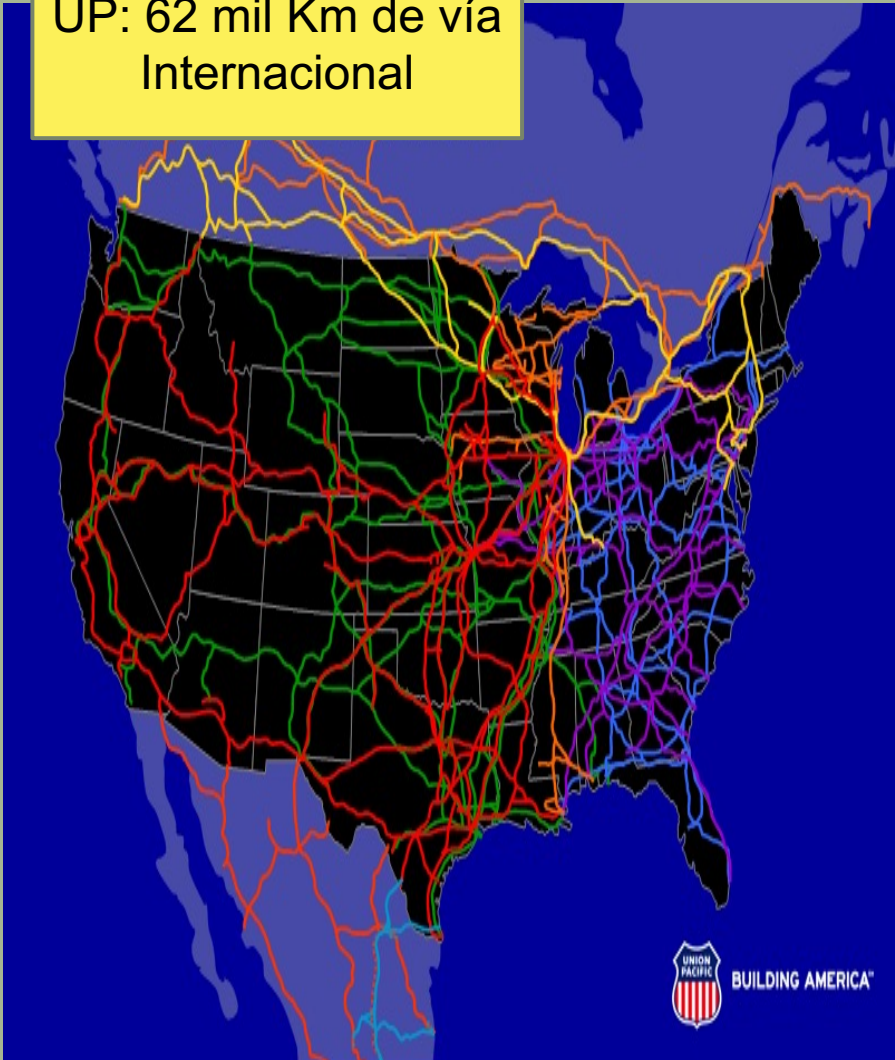 UP: 62 mil Km de vía
Internacional
UNION
PACIFIC
BUILDING AMERICA